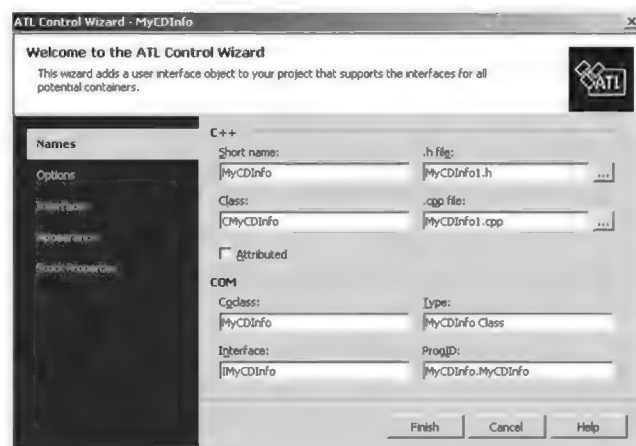 ATL Control Wizard - MyCDInfo
x
Welcome to the ATL Control Wizard
This wizard adds a user interface object to your project that supports the interfaces for all
potential containers.
ATL
Names
Options
C++
Short name:
.h file:
MyCDInfo
MyCDInfo1.h
...
Class:
.cpp file:
CMyCDInfo
MyCDInfo1.cpp
...
Attributed
COM
Coclass:
Type:
MyCDInfo
MyCDInfo Class
Interface:
ProgID:
IMyCDInfo
MyCDInfo.MyCDInfo
Finish
Cancel
Help